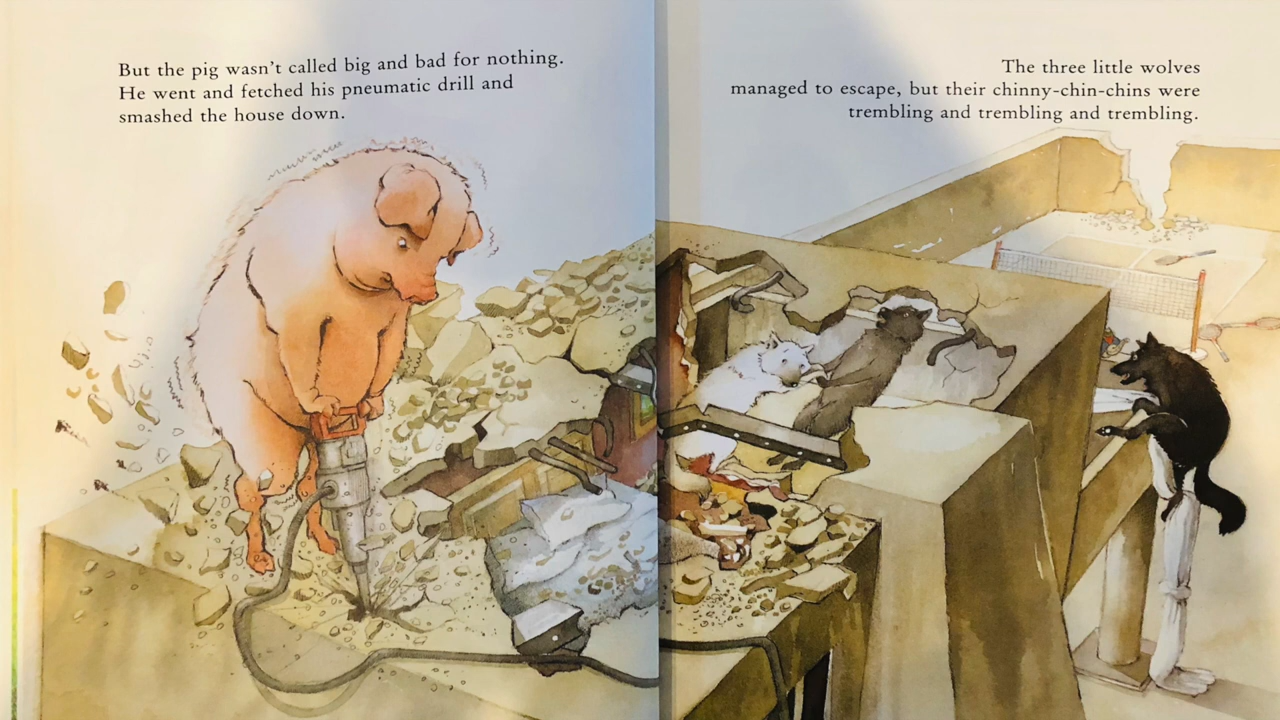 But the pig wasn't called big and bad for nothing.
He went and fetched his pneumatic drill and
smashed the house down.
The three little wolves
managed to escape, but their chinny-chin-chins were
trembling and trembling and trembling.